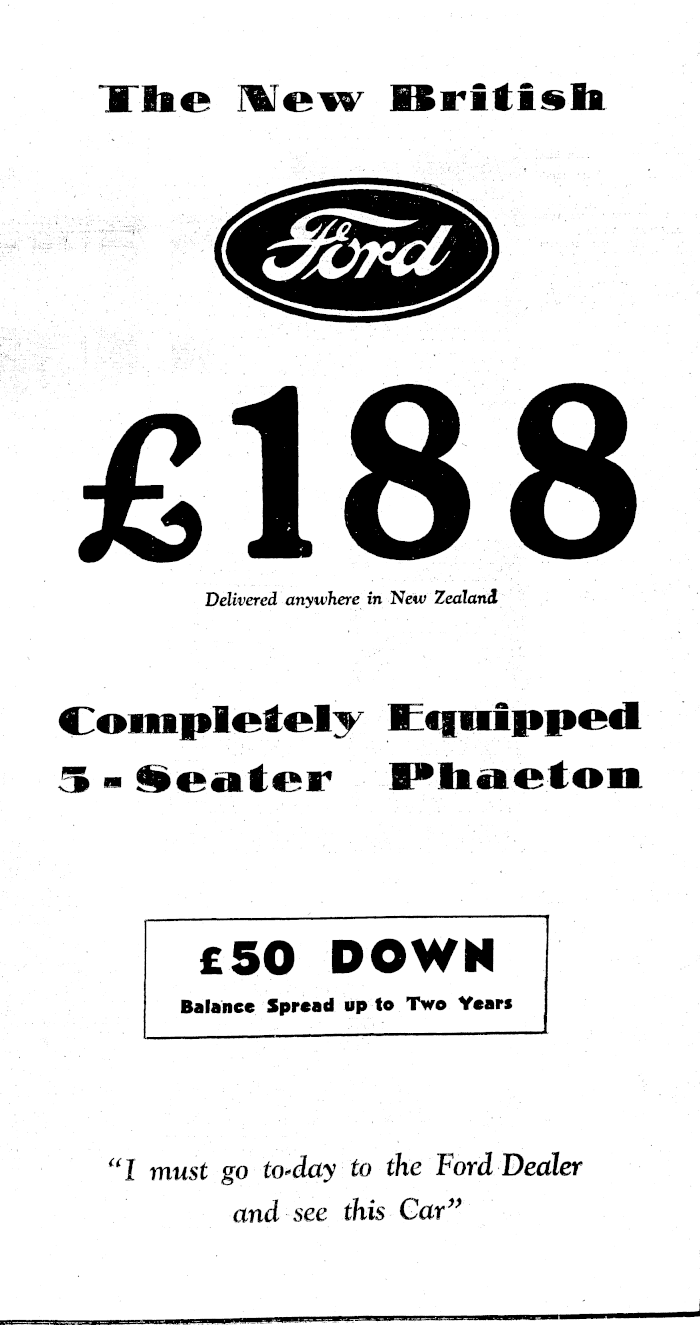 The New British
Ford
£188
Delivered anywhere in New Zealand
Completely Equipped
5-Seater Phaeton
£50 DOWN
Balance Spread up to Two Years
“I must go to-day to the Ford Dealer
and see this Car”